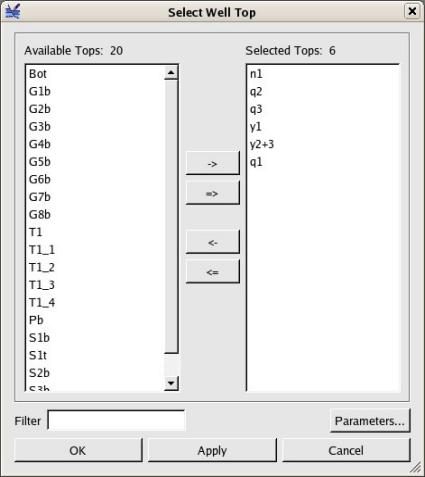 Select Well Top
Available Tops: 20
Bot
G1b
G2b
G3b
G4b
G5b
G6b
G7b
G8b
T1
T1_1
T1_2
T1_3
T1_4
Pb
S1b
S1t
S2b
S3b
->
=>
<-
<=
Selected Tops: 6
n1
q2
q3
y1
y2+3
q1
Filter
Parameters...
OK
Apply
Cancel